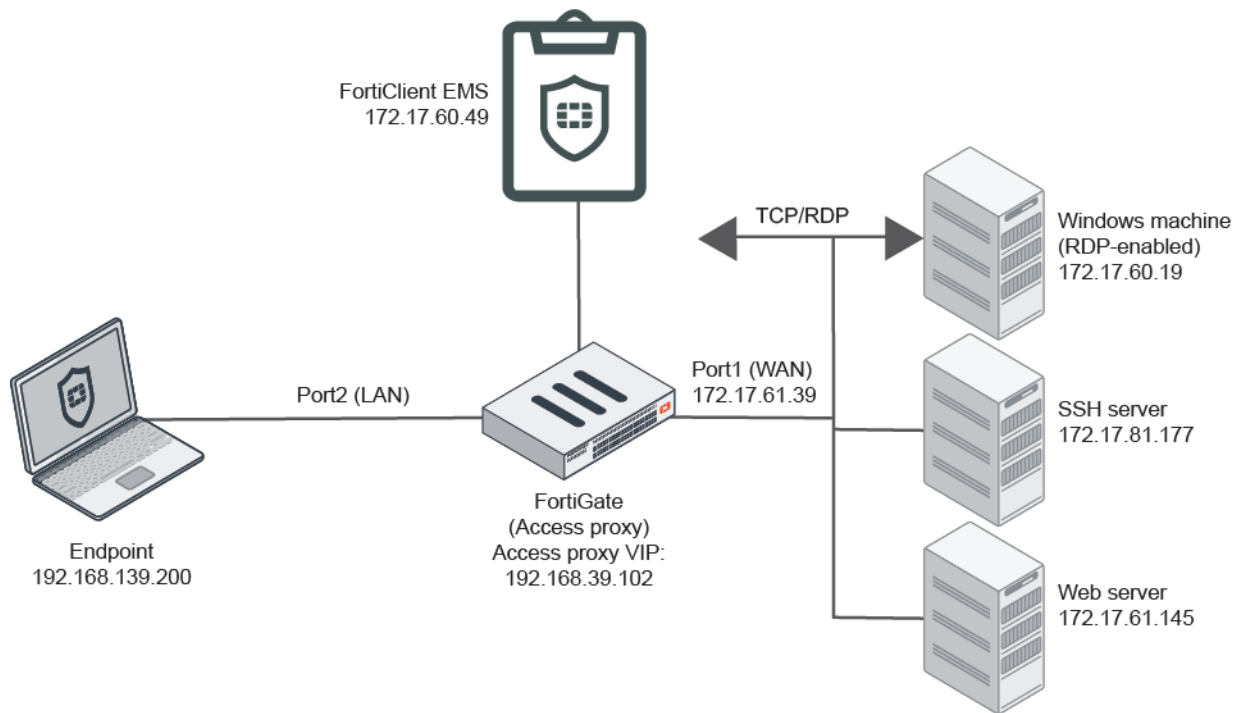 FortiClient EMS
172.17.60.49
TCP/RDP
Windows machine
(RDP-enabled)
172.17.60.19
Port2 (LAN)
Port1 (WAN)
172.17.61.39
SSH server
172.17.81.177
FortiGate
(Access proxy)
Access proxy VIP:
192.168.39.102
Endpoint
192.168.139.200
Web server
172.17.61.145